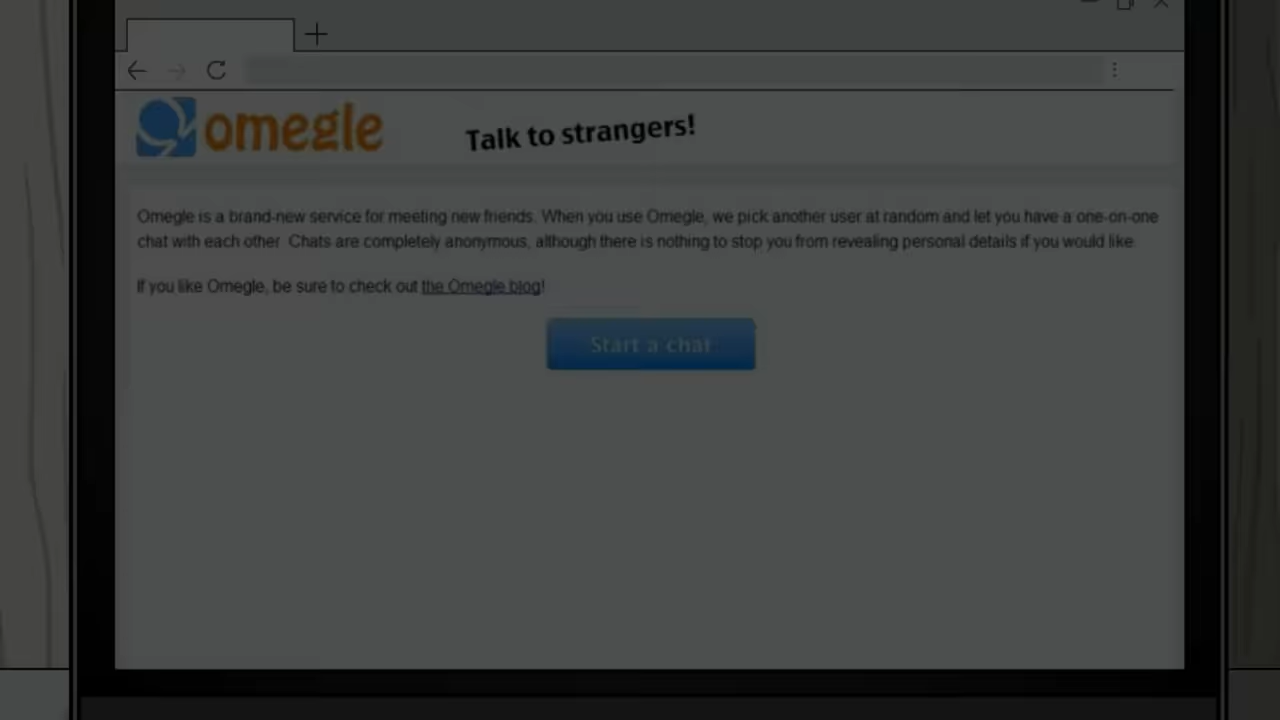 omegle
Talk to strangers!
Omegle is a brand-new service for meeting new friends. When you use Omegle, we pick another user at random and let you have a one-on-one
chat with each other. Chats are completely anonymous, although there is nothing to stop you from revealing personal details if you would like.
If you like Omegle, be sure to check out the Omegle blog!
Start a chat